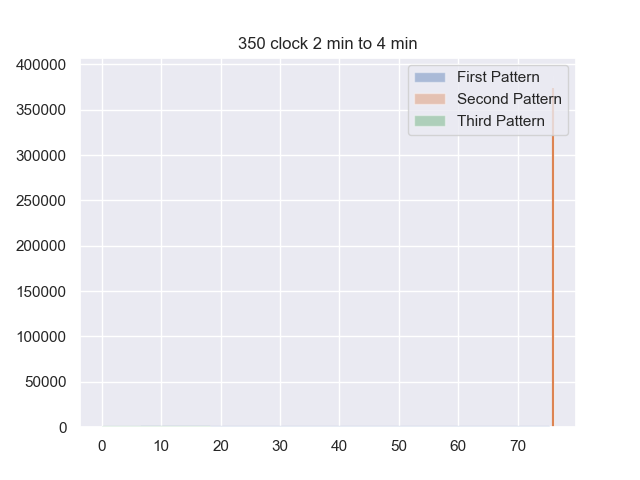 350 clock 2 min to 4 min
400000
350000
300000
250000
200000
150000
100000
50000
0
First Pattern
Second Pattern
Third Pattern
0 10 20 30 40 50 60 70